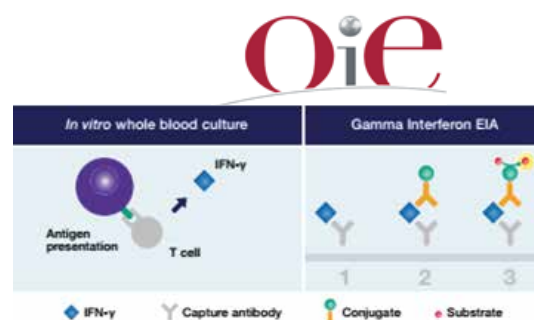 OiE
In vitro whole blood culture
Gamma Interferon EIA
IFN-γ
Antigen
presentation
T cell
1 2 3
IFN-γ Capture antibody Conjugate Substrate